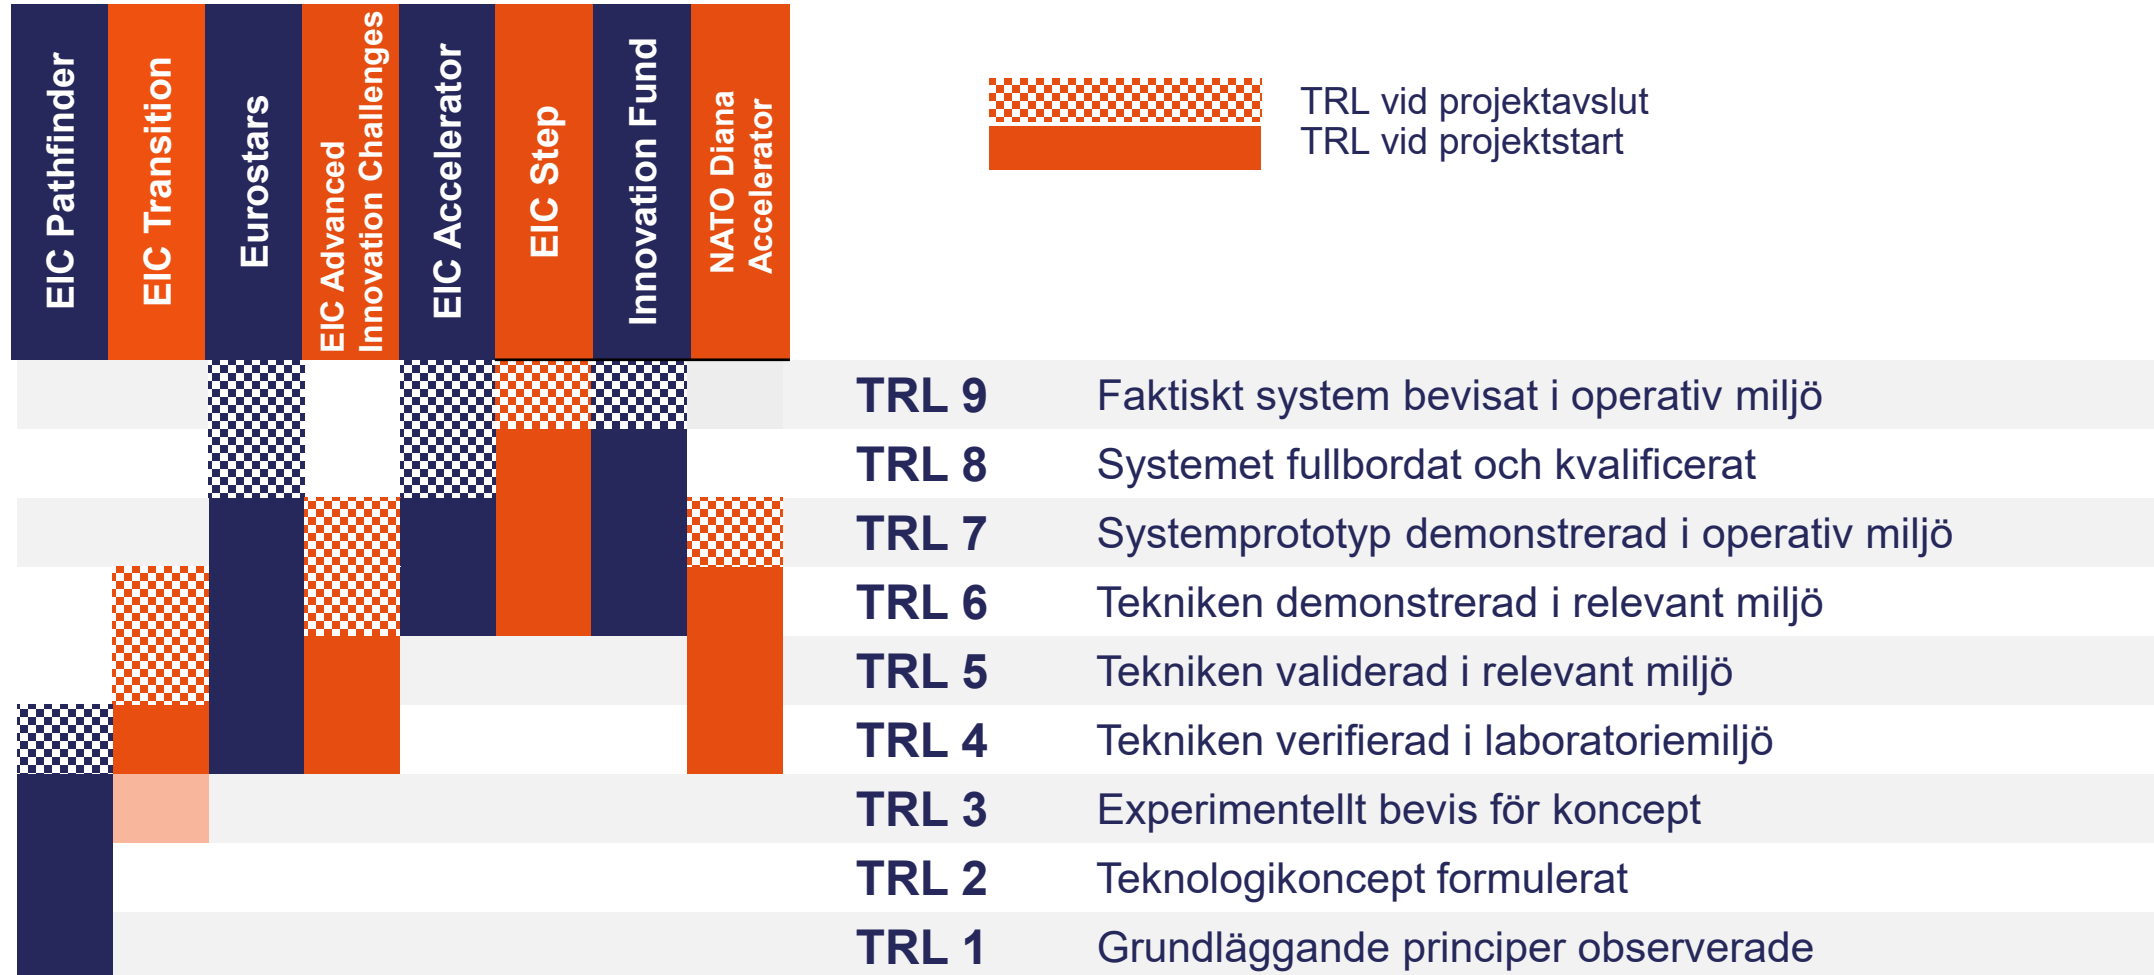 EIC Pathfinder
EIC Transition
Eurostars
EIC Advanced
Innovation Challenges
EIC Accelerator
EIC Step
Innovation Fund
NATO Diana
Accelerator
TRL vid projektavslut
TRL vid projektstart
TRL 9 Faktiskt system bevisat i operativ miljö
TRL 8 Systemet fullbordat och kvalificerat
TRL 7 Systemprototyp demonstrerad i operativ miljö
TRL 6 Tekniken demonstrerad i relevant miljö
TRL 5 Tekniken validerad i relevant miljö
TRL 4 Tekniken verifierad i laboratoriemiljö
TRL 3 Experimentellt bevis för koncept
TRL 2 Teknologikoncept formulerat
TRL 1 Grundläggande principer observerade